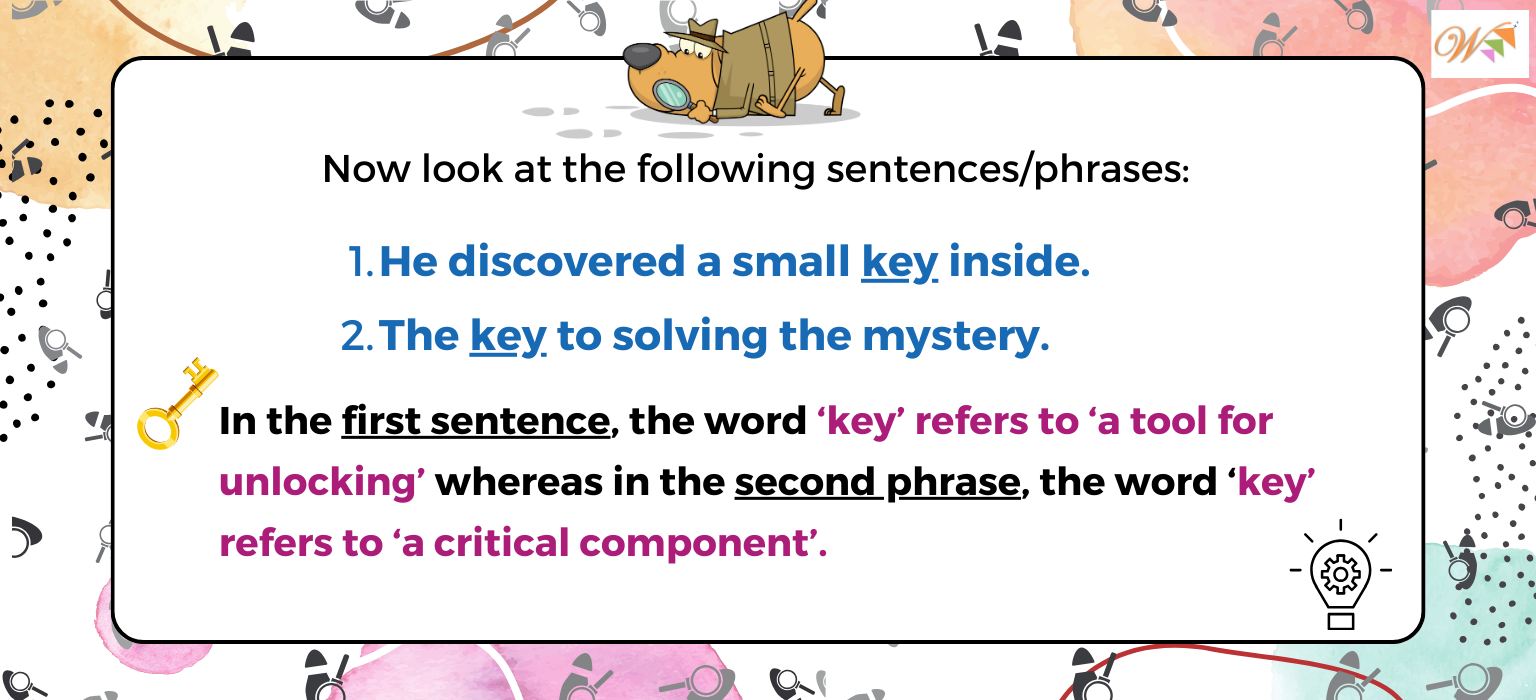 W
Now look at the following sentences/phrases:
1. He discovered a small key inside.
2. The key to solving the mystery.
In the first sentence, the word ‘key’ refers to ‘a tool for
unlocking’ whereas in the second phrase, the word ‘key’
refers to ‘a critical component’.